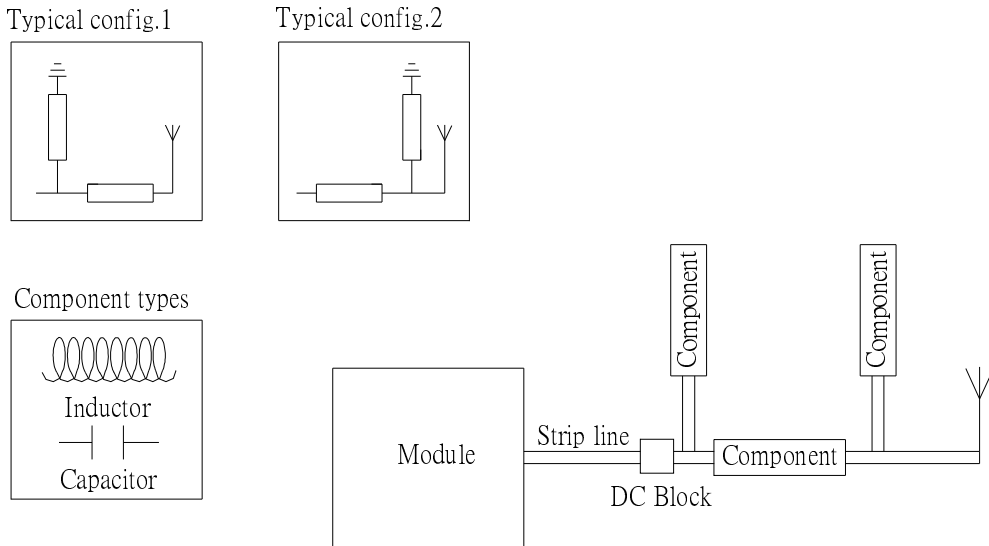 Typical config.1
Typical config.2
Component types
Inductor
Capacitor
Module
Strip line
DC Block
Component
Component
Component